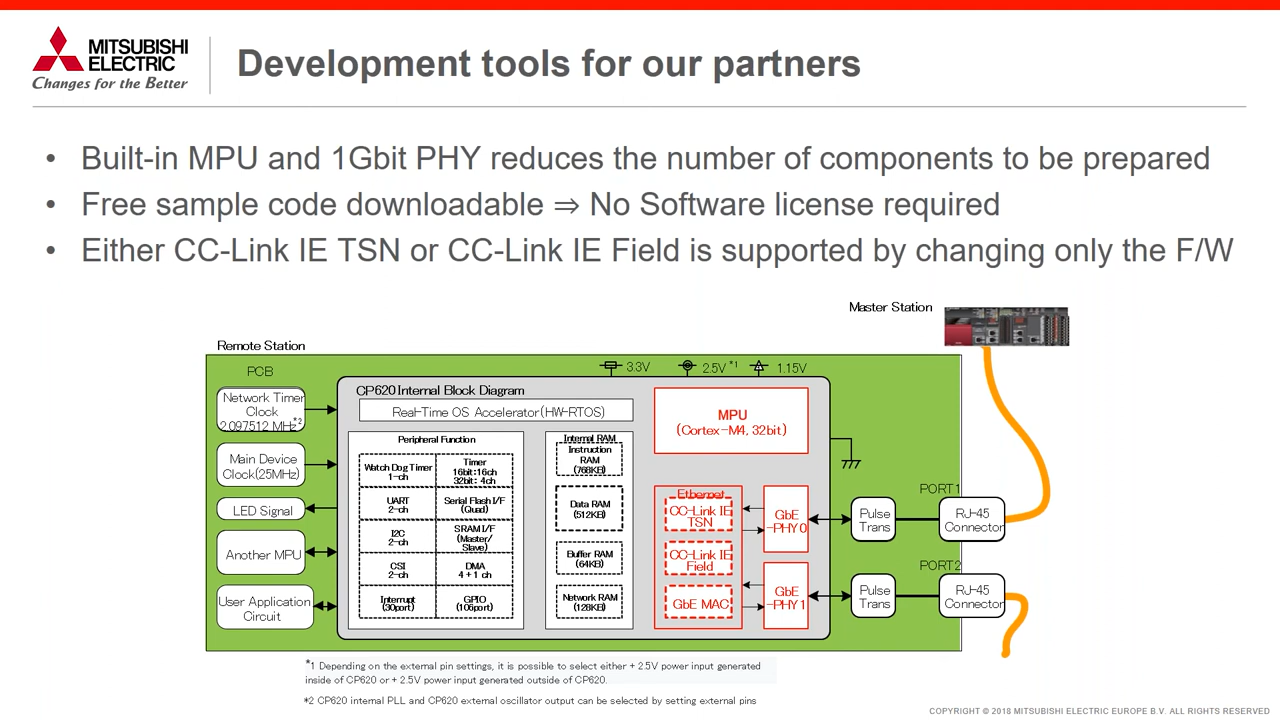 MITSUBISHI
ELECTRIC
Changes for the Better
Development tools for our partners
• Built-in MPU and 1Gbit PHY reduces the number of components to be prepared
• Free sample code downloadable ⇒ No Software license required
• Either CC-Link IE TSN or CC-Link IE Field is supported by changing only the F/W
Master Station
Remote Station
PCB
3.3V
2.5V *1
1.15V
Network Timer
Clock
2.097512 MHz*2
Main Device
Clock(25MHz)
LED Signal
Another MPU
User Application
Circuit
CP620 Internal Block Diagram
Real-Time OS Accelerator(HW-RTOS)
Peripheral Function
Watch Dog Timer
1-ch
Timer
16bit:16ch
32bit: 4ch
UART
2-ch
Serial Flash I/F
(Quad)
I2C
2-ch
SRAM I/F
(Master/
Slave)
CSI
2-ch
DMA
4 + 1 ch
Interrupt
(30port)
GPIO
(106port)
Internal RAM
Instruction
RAM
(768KB)
Data RAM
(512KB)
Buffer RAM
(64KB)
Network RAM
(128KB)
MPU
(Cortex-M4, 32bit)
Ethernet
CC-Link IE
TSN
CC-Link IE
Field
GbE MAC
GbE
-PHY0
GbE
-PHY1
Pulse
Trans
Pulse
Trans
PORT1
RJ-45
Connector
PORT2
RJ-45
Connector
*1 Depending on the external pin settings, it is possible to select either + 2.5V power input generated
inside of CP620 or + 2.5V power input generated outside of CP620.
*2 CP620 internal PLL and CP620 external oscillator output can be selected by setting external pins
COPYRIGHT © 2018 MITSUBISHI ELECTRIC EUROPE B.V. ALL RIGHTS RESERVED